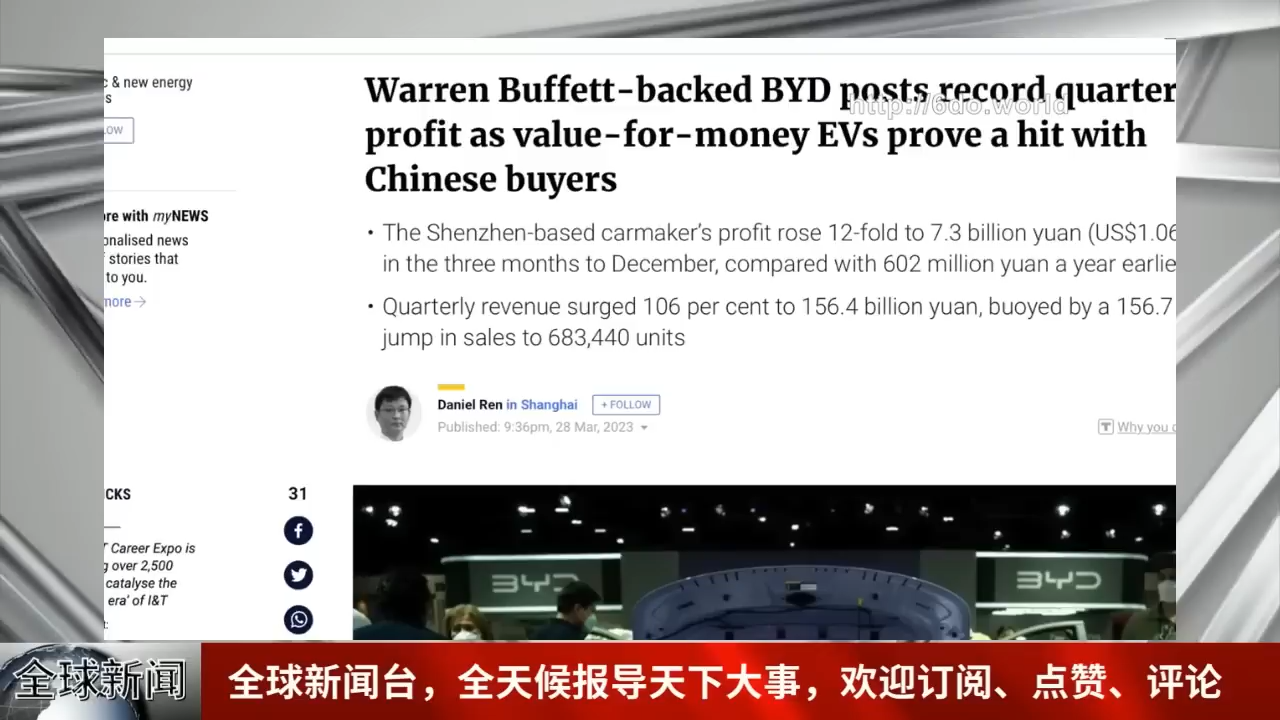 c & new energy
s
LOW
Warren Buffett-backed BYD posts record quarter
http://6do.world
profit as value-for-money EVs prove a hit with
Chinese buyers
re with myNEWS
onalised news
stories that
to you.
more
• The Shenzhen-based carmaker's profit rose 12-fold to 7.3 billion yuan (US$1.06
in the three months to December, compared with 602 million yuan a year earlie
• Quarterly revenue surged 106 per cent to 156.4 billion yuan, buoyed by a 156.7
jump in sales to 683,440 units
Daniel Ren in Shanghai
+ FOLLOW
Published: 9:36pm, 28 Mar, 2023
Why you
CKS
31
T Career Expo is
g over 2,500
catalyse the
era' of I&T
BYD
BYD
全球新闻
全球新闻台，全天候报导天下大事，欢迎订阅、点赞、评论